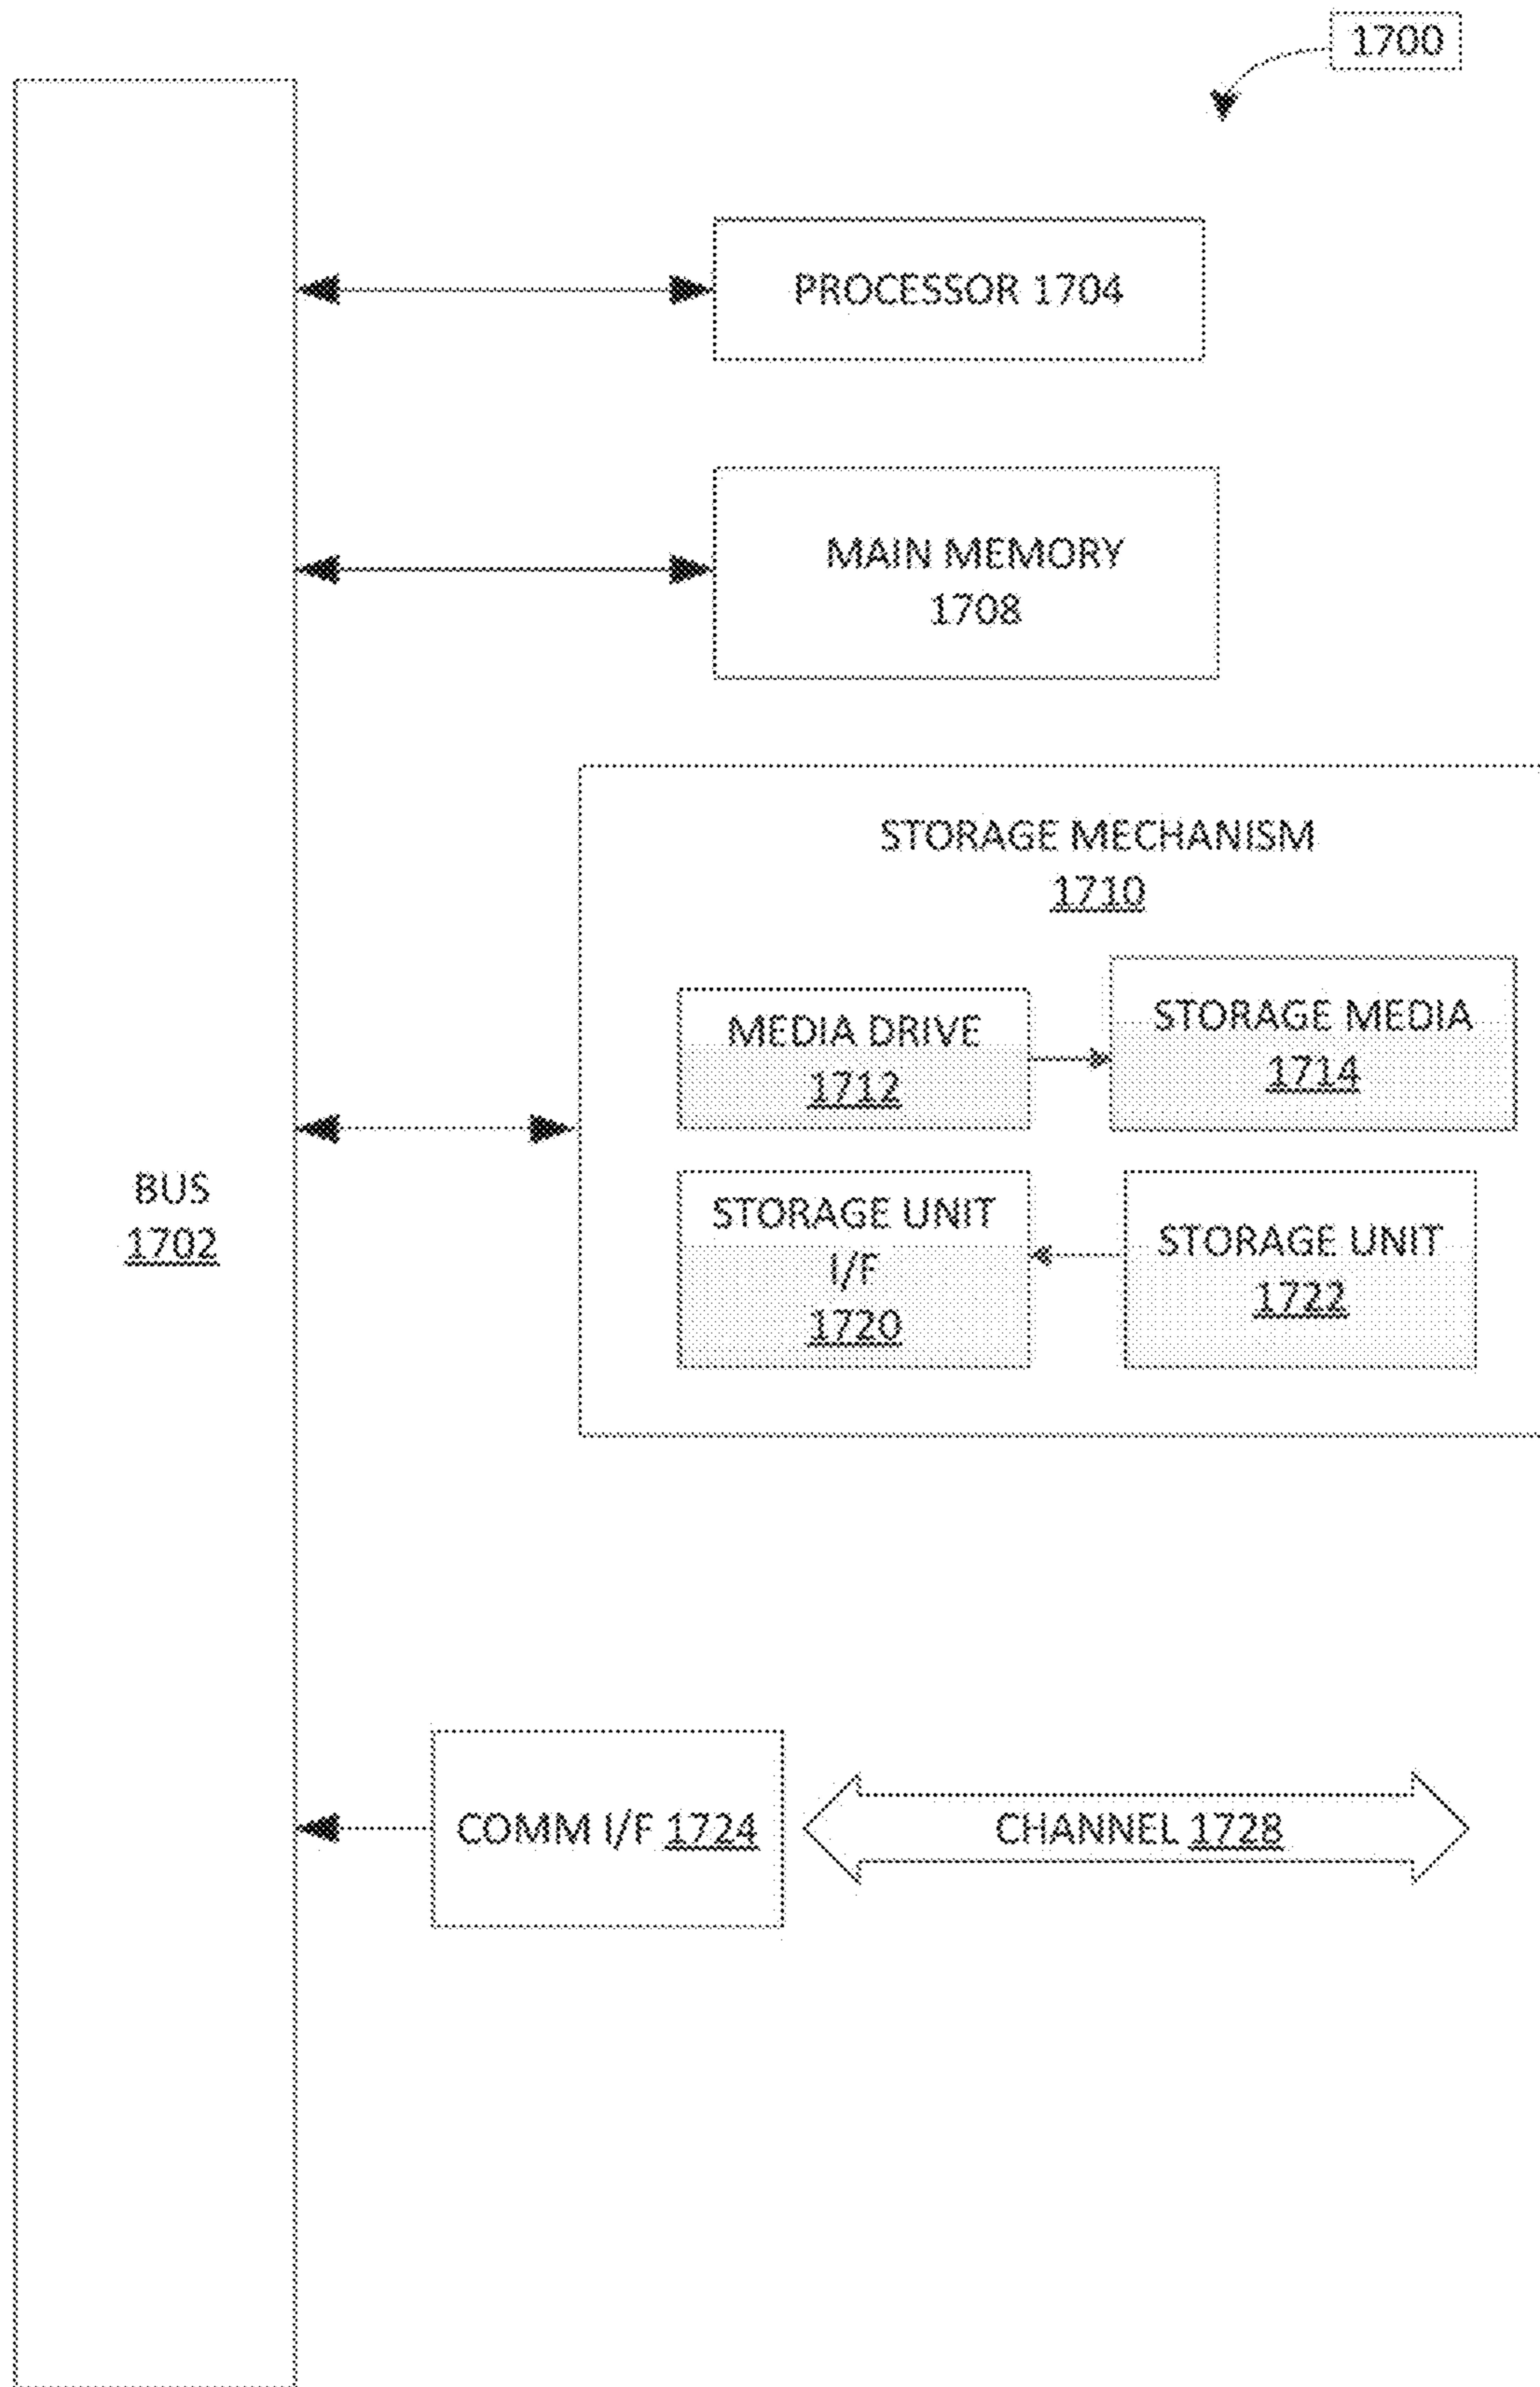 1700
PROCESSOR 1704
MAIN MEMORY
1708
STORAGE MECHANISM
1710
MEDIA DRIVE
1712
STORAGE MEDIA
1714
BUS
1702
STORAGE UNIT
I/F
1720
STORAGE UNIT
1722
COMM I/F 1724
CHANNEL 1728